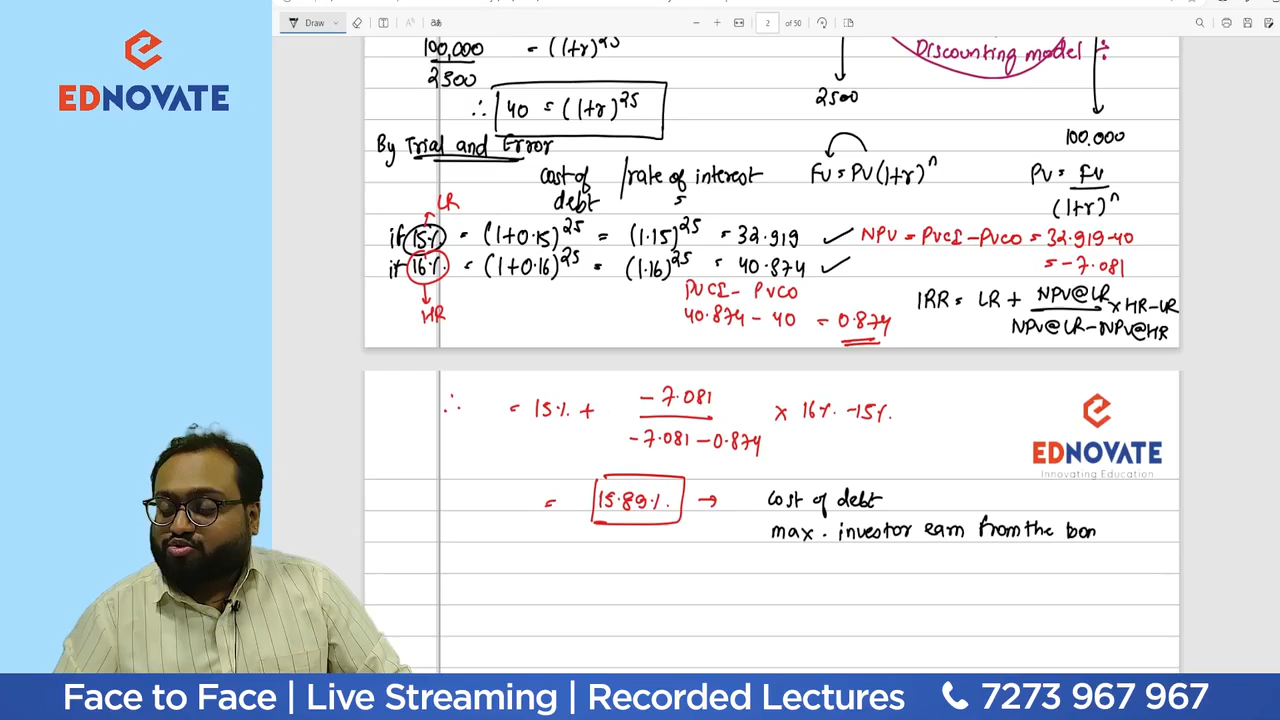 Draw
2 of 50
EDNOVATE
100,000 / 2500 = (1+r)^25
∴ 40 = (1+r)^25
2500
Discounting model
100,000
By Trial and Error
cost of debt / rate of interest
FV = PV(1+r)^n
PV = FV / (1+r)^n
LR
if 15% = (1+0.15)^25 = (1.15)^25 = 32.919 ✓ NPV = PVCI - PVCO = 32.919-40
= -7.081
if 16% = (1+0.16)^25 = (1.16)^25 = 40.874 ✓
HR
PVCI - PVCO
40.874 - 40 = 0.874
IRR = LR + NPV@LR / NPV@LR-NPV@HR × HR-LR
∴ = 15% + -7.081 / -7.081 - 0.874 × 16% - 15%
EDNOVATE
Innovating Education
= 15.89% → cost of debt
max. investor earn from the bon
Face to Face | Live Streaming | Recorded Lectures 7273 967 967